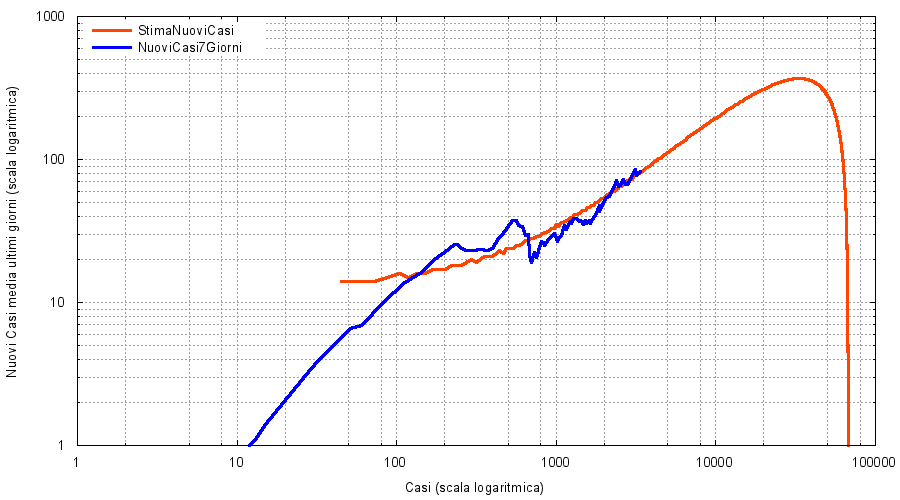 1000
StimaNuoviCasi
NuoviCasi7Giorni
100
10
1
1
10
100
1000
10000
100000
Nuovi Casi media ultimi giorni (scala logaritmica)
Casi (scala logaritmica)